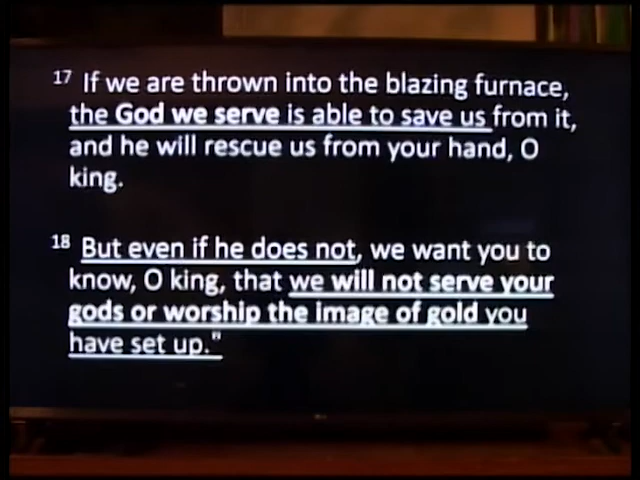 17 If we are thrown into the blazing furnace,
the God we serve is able to save us from it,
and he will rescue us from your hand, O
king.
18 But even if he does not, we want you to
know, O king, that we will not serve your
gods or worship the image of gold you
have set up."
LG